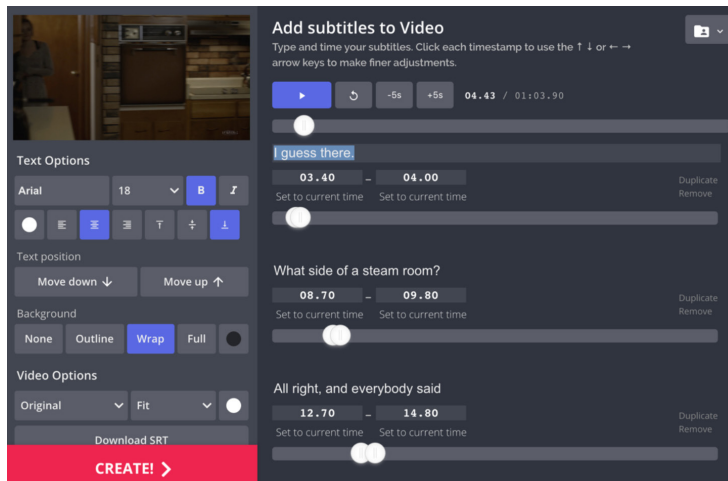 Add subtitles to Video
Type and time your subtitles. Click each timestamp to use the ↑ ↓ or ← →
arrow keys to make finer adjustments.
-5s
+5s
04.43 / 01:03.90
I guess there.
03.40 – 04.00
Set to current time
Set to current time
Duplicate
Remove
What side of a steam room?
08.70 – 09.80
Set to current time
Set to current time
Duplicate
Remove
All right, and everybody said
12.70 – 14.80
Set to current time
Set to current time
Duplicate
Remove
Text Options
Arial
18
B
I
Text position
Move down ↓
Move up ↑
Background
None
Outline
Wrap
Full
Video Options
Original
Fit
Download SRT
CREATE!